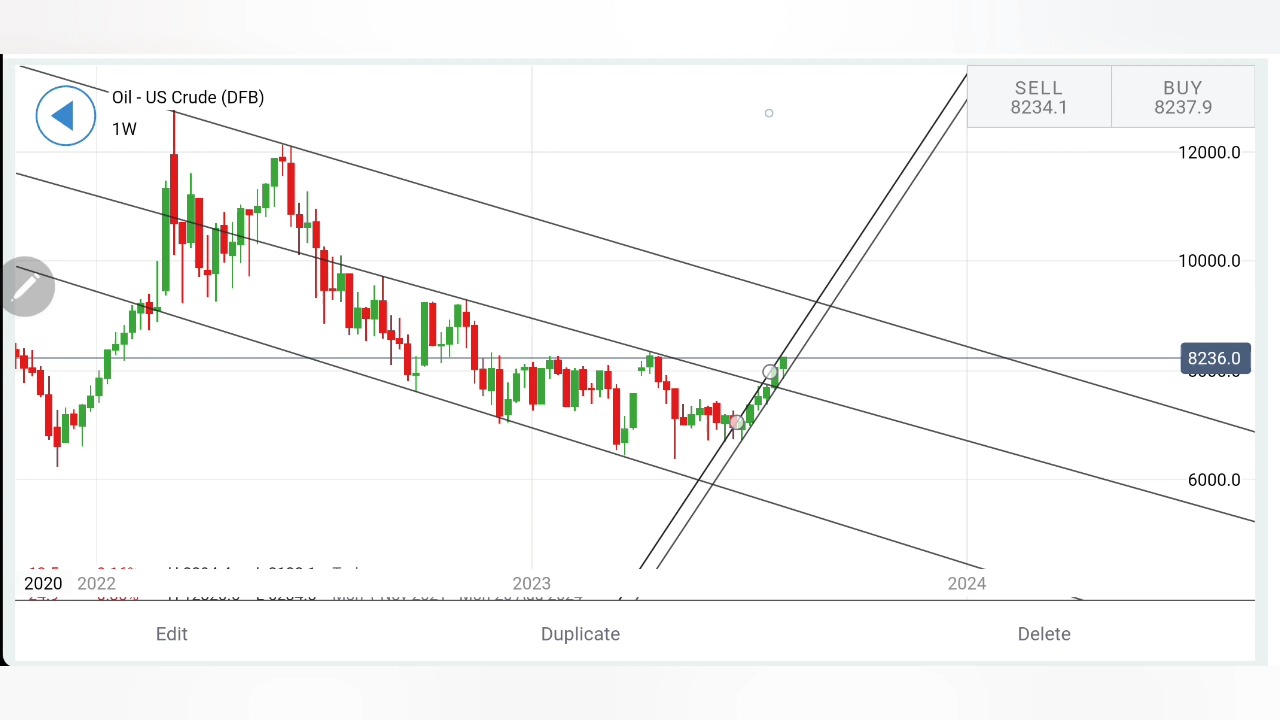 Oil - US Crude (DFB)
1W
SELL
8234.1
BUY
8237.9
12000.0
10000.0
8236.0
6000.0
2020
2022
2023
2024
Edit
Duplicate
Delete